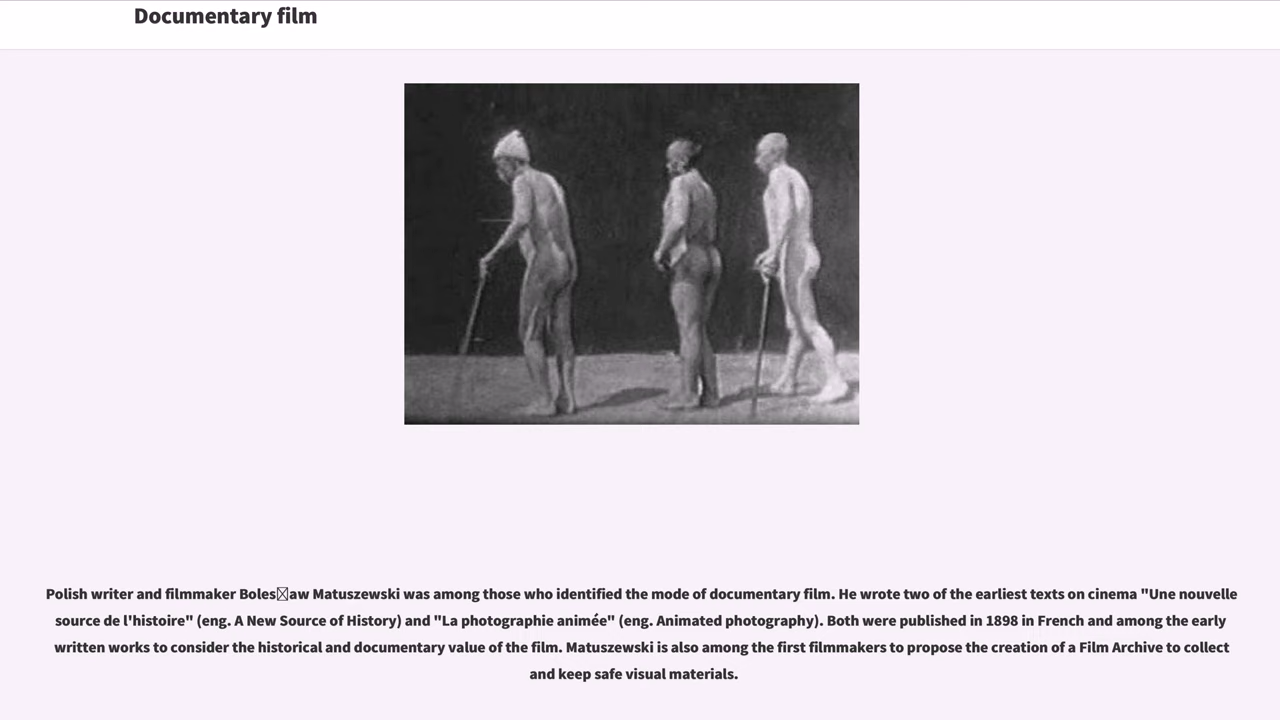 Documentary film
Polish writer and filmmaker Boles☒aw Matuszewski was among those who identified the mode of documentary film. He wrote two of the earliest texts on cinema "Une nouvelle
source de l'histoire" (eng. A New Source of History) and "La photographie animée" (eng. Animated photography). Both were published in 1898 in French and among the early
written works to consider the historical and documentary value of the film. Matuszewski is also among the first filmmakers to propose the creation of a Film Archive to collect
and keep safe visual materials.